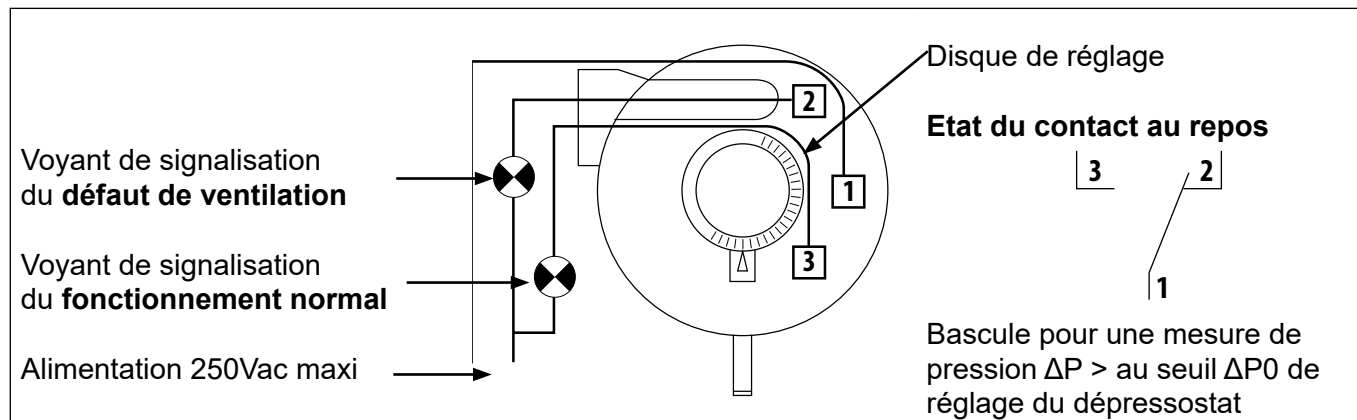 Voyant de signalisation
du défaut de ventilation
Voyant de signalisation
du fonctionnement normal
Alimentation 250Vac maxi
2
1
3
Disque de réglage
Etat du contact au repos
3 2
1
Bascule pour une mesure de
pression ΔP > au seuil ΔP0 de
réglage du dépressostat